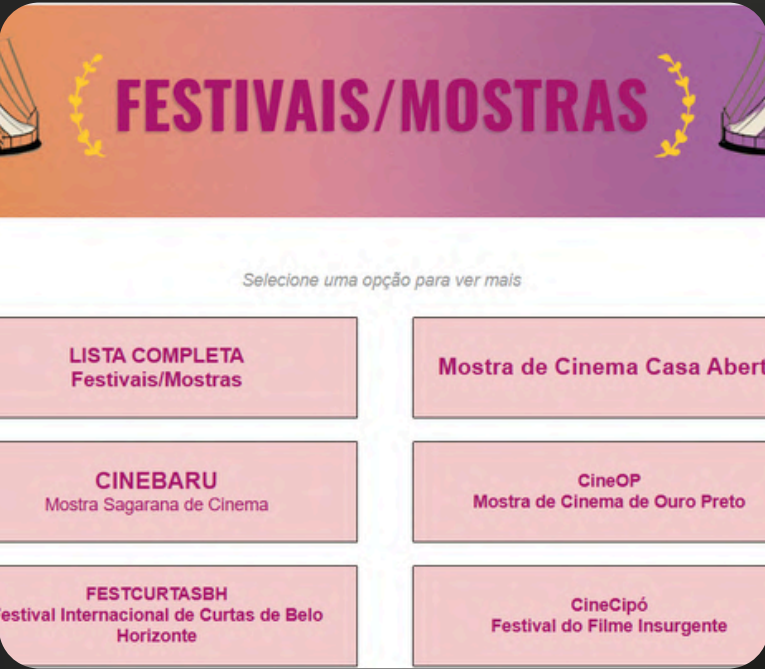 FESTIVAIS/MOSTRAS
Selecione uma opção para ver mais
LISTA COMPLETA
Festivais/Mostras
Mostra de Cinema Casa Abert
CINEBARU
Mostra Sagarana de Cinema
CineOP
Mostra de Cinema de Ouro Preto
FESTCURTASBH
estival Internacional de Curtas de Belo
Horizonte
CineCipó
Festival do Filme Insurgente